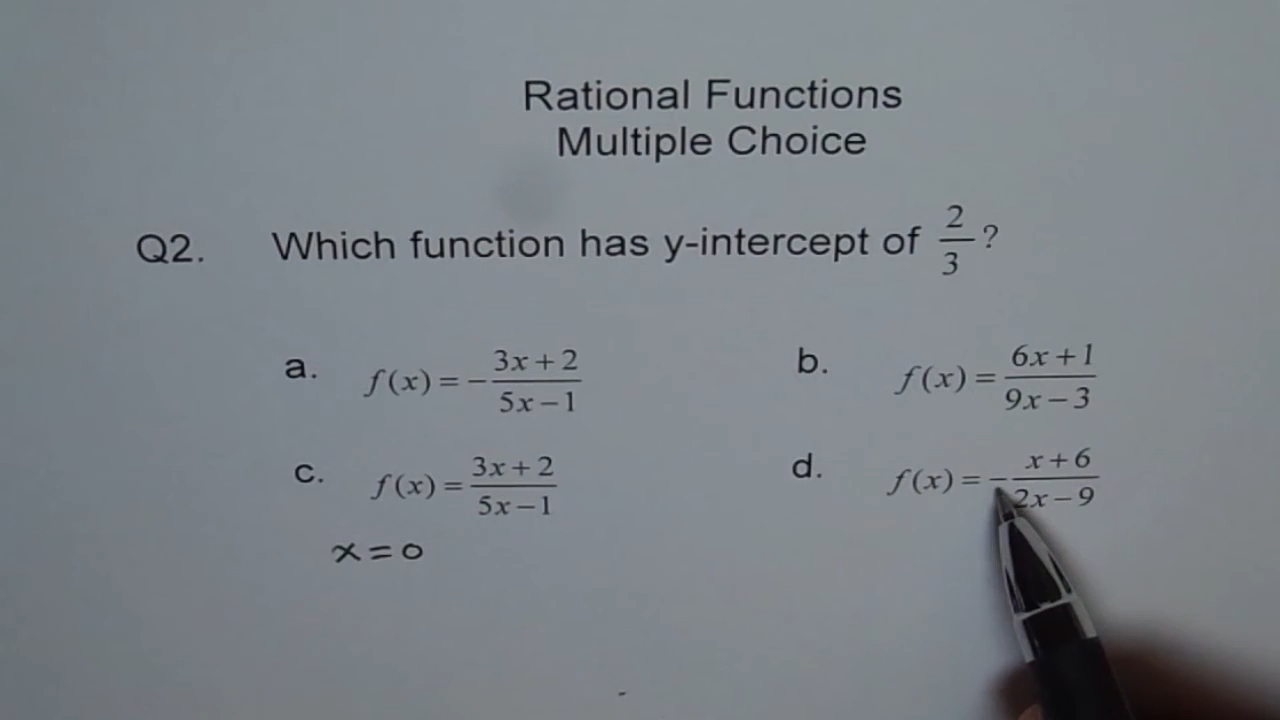 Rational Functions
Multiple Choice
Q2. Which function has y-intercept of 2/3?
a. f(x) = -(3x+2)/(5x-1)
b. f(x) = (6x+1)/(9x-3)
c. f(x) = (3x+2)/(5x-1)
d. f(x) = -(x+6)/(2x-9)
x = 0